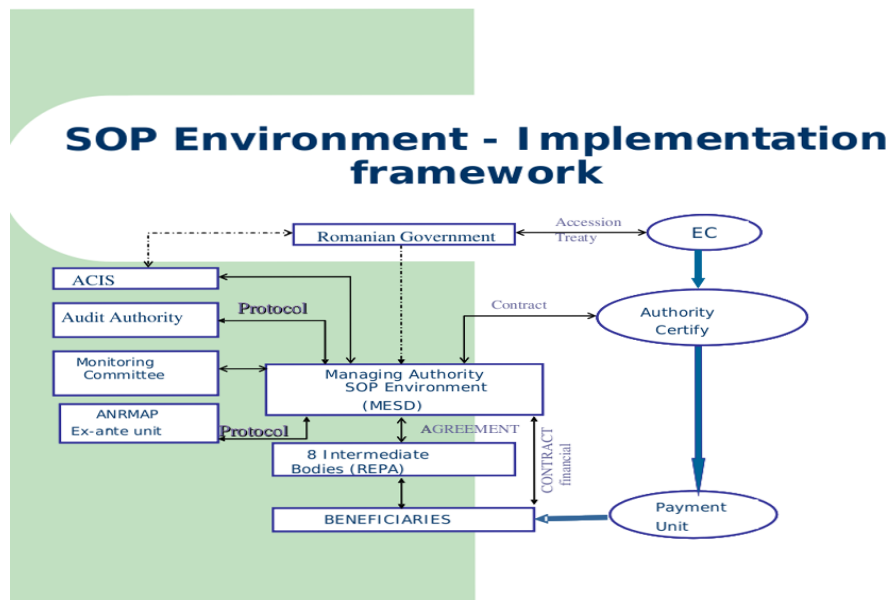 SOP Environment - Implementation
framework
Romanian Government
Accession
Treaty
EC
ACIS
Audit Authority
Protocol
Contract
Authority
Certify
Monitoring
Committee
Managing Authority
SOP Environment
(MESD)
ANRMAP
Ex-ante unit
Protocol
AGREEMENT
CONTRACT
financial
8 Intermediate
Bodies (REPA)
BENEFICIARIES
Payment
Unit